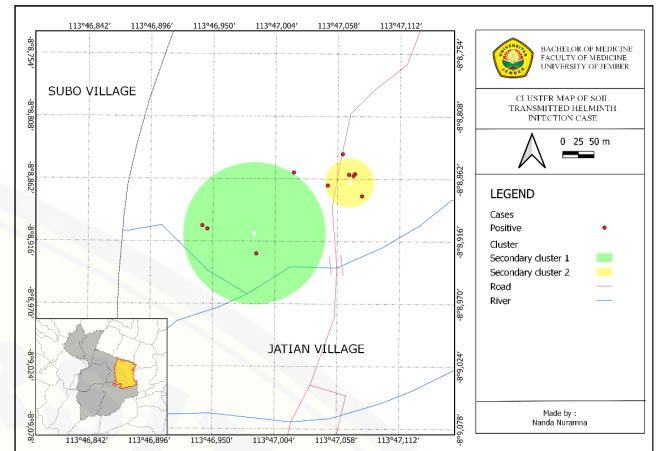 113°46,842′ 113°46,896′ 113°46,950′ 113°47,004′ 113°47,058′ 113°47,112′
-8°8,754′
-8°8,808′
-8°8,862′
-8°8,916′
-8°8,970′
-8°9,024′
-8°9,078′
SUBO VILLAGE
JATIAN VILLAGE
-8°8,754′
-8°8,808′
-8°8,862′
-8°8,916′
-8°8,970′
-8°9,024′
-8°9,078′
113°46,842′ 113°46,896′ 113°46,950′ 113°47,004′ 113°47,058′ 113°47,112′
UNIVERSITAS
JEMBER
BACHELOR OF MEDICINE
FACULTY OF MEDICINE
UNIVERSITY OF JEMBER
CLUSTER MAP OF SOIL
TRANSMITTED HELMINTH
INFECTION CASE
0 25 50 m
LEGEND
Cases
Positive
Cluster
Secondary cluster 1
Secondary cluster 2
Road
River
Made by :
Nanda Nuramna